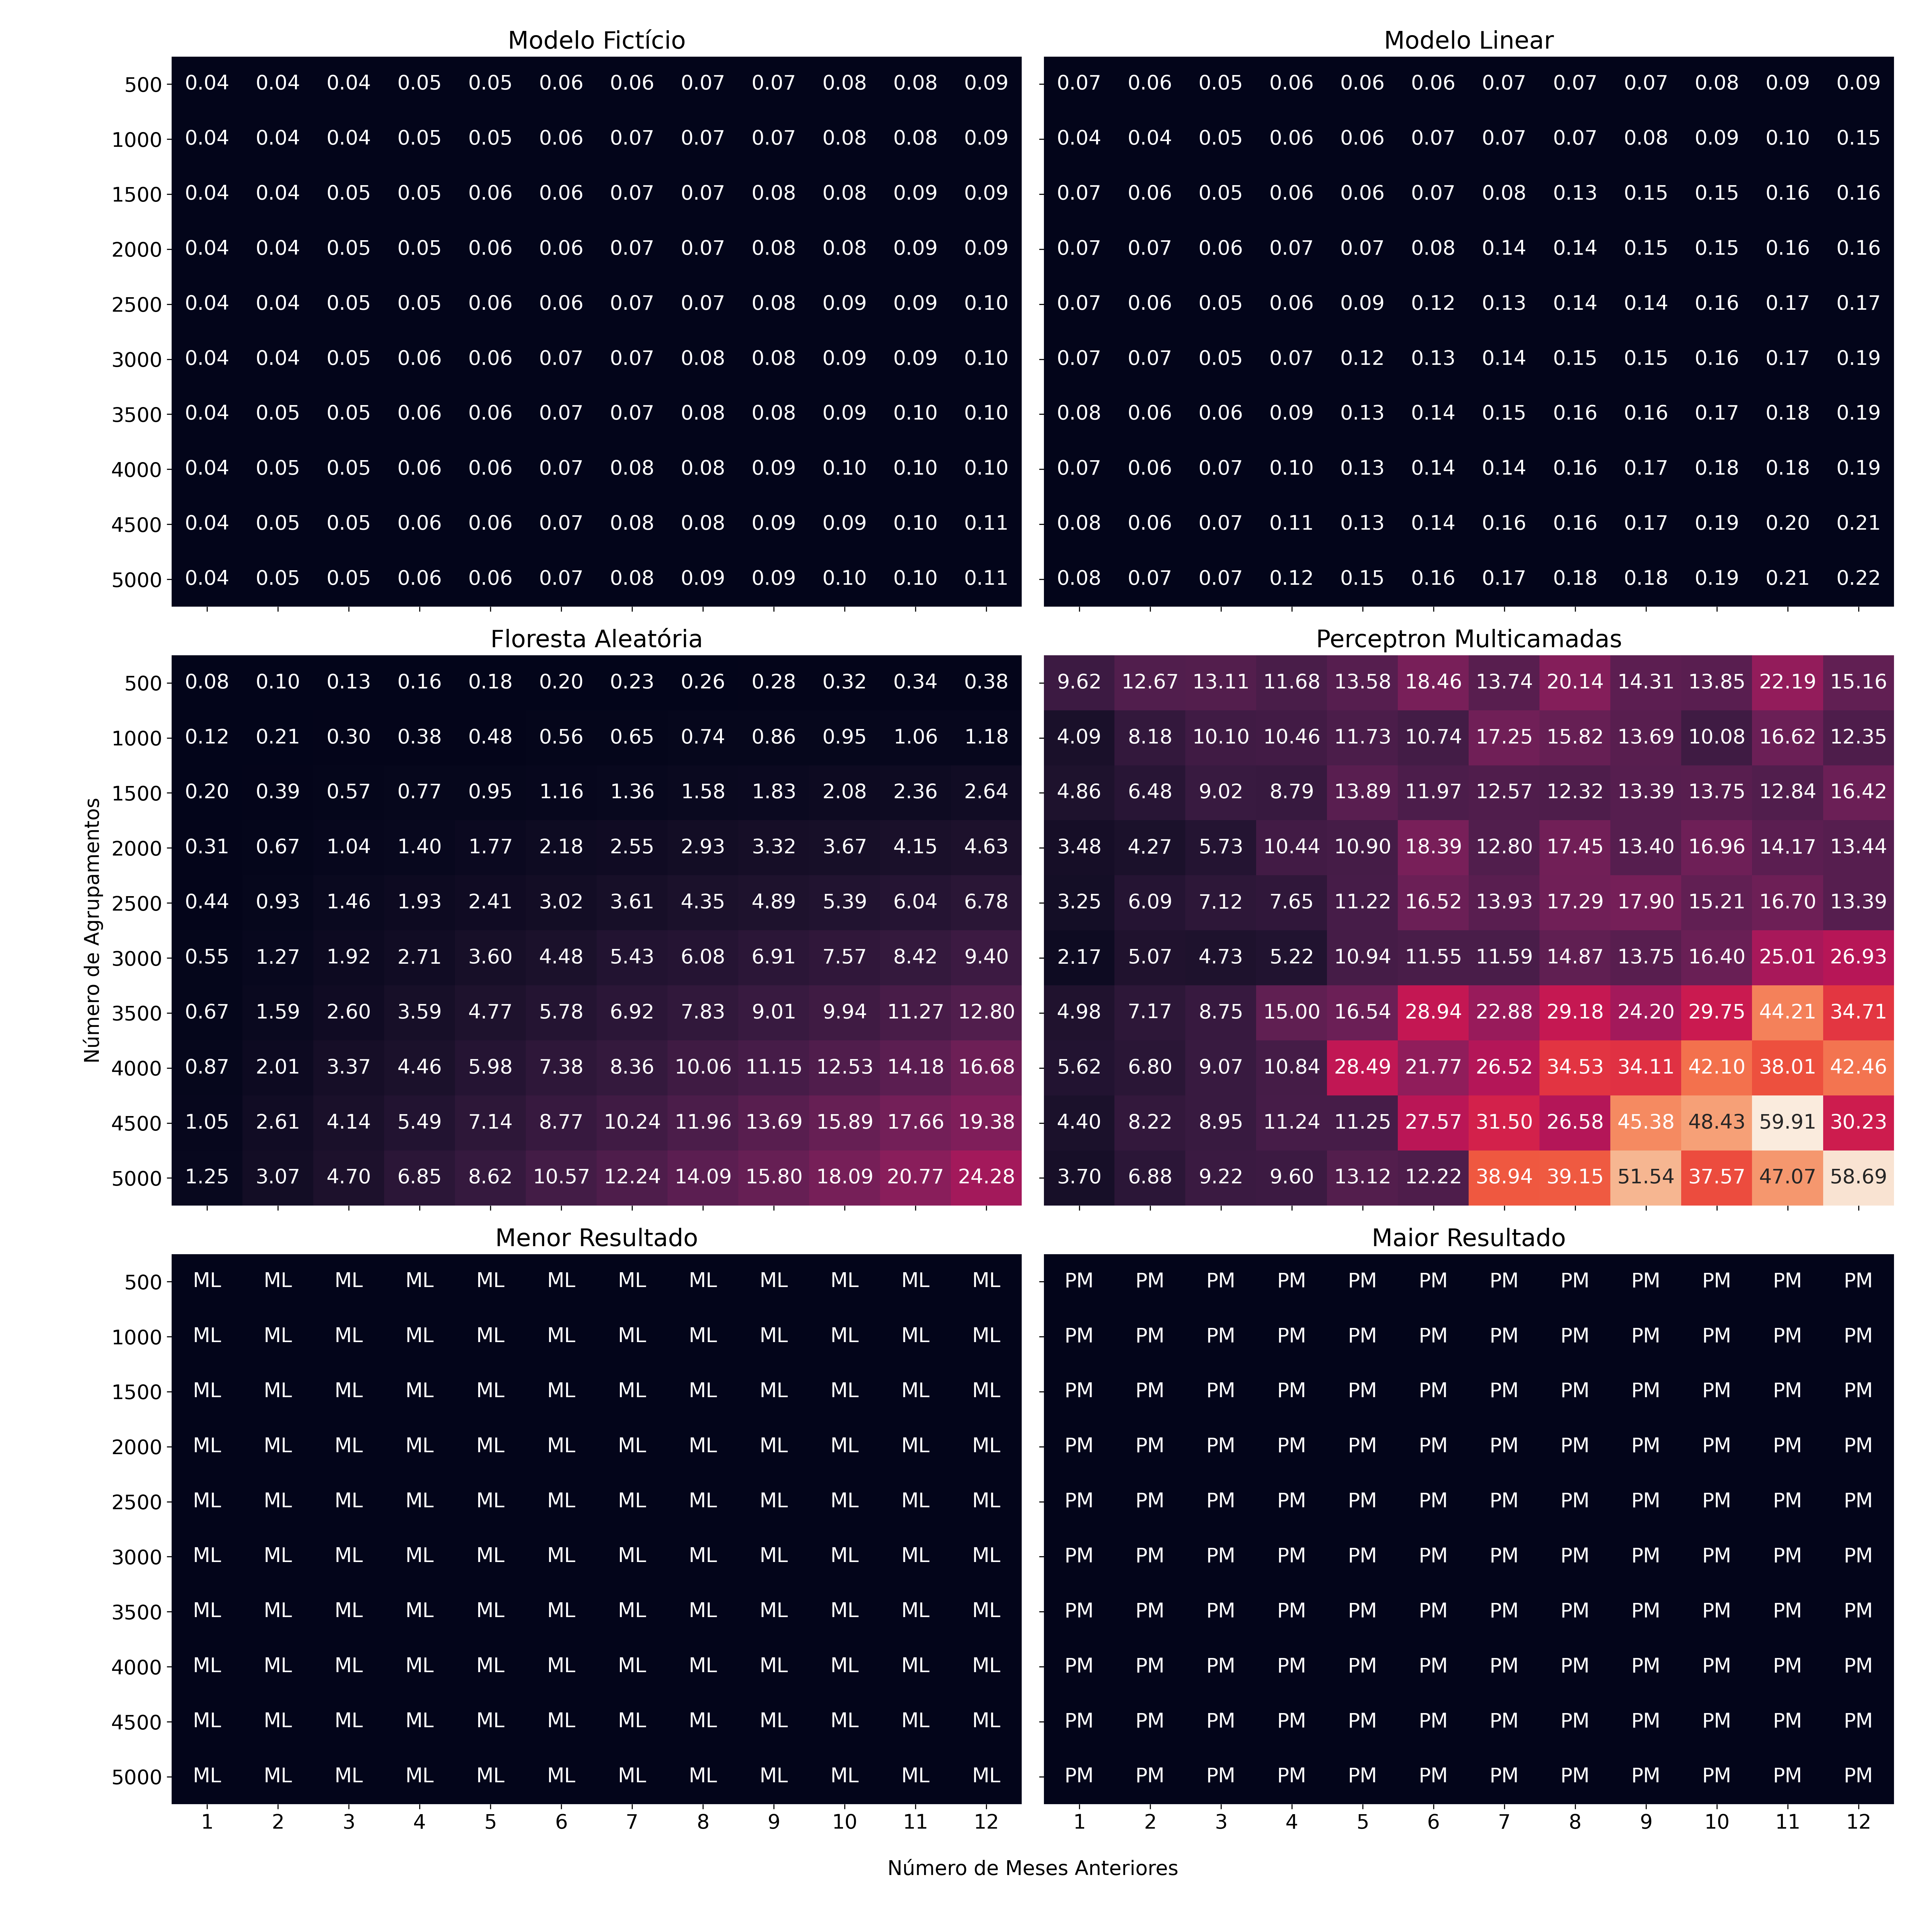 Modelo Fictício
500 0.04 0.04 0.04 0.05 0.05 0.06 0.06 0.07 0.07 0.08 0.08 0.09
1000 0.04 0.04 0.04 0.05 0.05 0.06 0.07 0.07 0.07 0.08 0.08 0.09
1500 0.04 0.04 0.05 0.05 0.06 0.06 0.07 0.07 0.08 0.08 0.09 0.09
2000 0.04 0.04 0.05 0.05 0.06 0.06 0.07 0.07 0.08 0.08 0.09 0.09
2500 0.04 0.04 0.05 0.05 0.06 0.06 0.07 0.07 0.08 0.09 0.09 0.10
3000 0.04 0.04 0.05 0.06 0.06 0.07 0.07 0.08 0.08 0.09 0.09 0.10
3500 0.04 0.05 0.05 0.06 0.06 0.07 0.07 0.08 0.08 0.09 0.10 0.10
4000 0.04 0.05 0.05 0.06 0.06 0.07 0.08 0.08 0.09 0.10 0.10 0.10
4500 0.04 0.05 0.05 0.06 0.06 0.07 0.08 0.08 0.09 0.09 0.10 0.11
5000 0.04 0.05 0.05 0.06 0.06 0.07 0.08 0.09 0.09 0.10 0.10 0.11
Modelo Linear
0.07 0.06 0.05 0.06 0.06 0.06 0.07 0.07 0.07 0.08 0.09 0.09
0.04 0.04 0.05 0.06 0.06 0.07 0.07 0.07 0.08 0.09 0.10 0.15
0.07 0.06 0.05 0.06 0.06 0.07 0.08 0.13 0.15 0.15 0.16 0.16
0.07 0.07 0.06 0.07 0.07 0.08 0.14 0.14 0.15 0.15 0.16 0.16
0.07 0.06 0.05 0.06 0.09 0.12 0.13 0.14 0.14 0.16 0.17 0.17
0.07 0.07 0.05 0.07 0.12 0.13 0.14 0.15 0.15 0.16 0.17 0.19
0.08 0.06 0.06 0.09 0.13 0.14 0.15 0.16 0.16 0.17 0.18 0.19
0.07 0.06 0.07 0.10 0.13 0.14 0.14 0.16 0.17 0.18 0.18 0.19
0.08 0.06 0.07 0.11 0.13 0.14 0.16 0.16 0.17 0.19 0.20 0.21
0.08 0.07 0.07 0.12 0.15 0.16 0.17 0.18 0.18 0.19 0.21 0.22
Número de Agrupamentos
Floresta Aleatória
500 0.08 0.10 0.13 0.16 0.18 0.20 0.23 0.26 0.28 0.32 0.34 0.38
1000 0.12 0.21 0.30 0.38 0.48 0.56 0.65 0.74 0.86 0.95 1.06 1.18
1500 0.20 0.39 0.57 0.77 0.95 1.16 1.36 1.58 1.83 2.08 2.36 2.64
2000 0.31 0.67 1.04 1.40 1.77 2.18 2.55 2.93 3.32 3.67 4.15 4.63
2500 0.44 0.93 1.46 1.93 2.41 3.02 3.61 4.35 4.89 5.39 6.04 6.78
3000 0.55 1.27 1.92 2.71 3.60 4.48 5.43 6.08 6.91 7.57 8.42 9.40
3500 0.67 1.59 2.60 3.59 4.77 5.78 6.92 7.83 9.01 9.94 11.27 12.80
4000 0.87 2.01 3.37 4.46 5.98 7.38 8.36 10.06 11.15 12.53 14.18 16.68
4500 1.05 2.61 4.14 5.49 7.14 8.77 10.24 11.96 13.69 15.89 17.66 19.38
5000 1.25 3.07 4.70 6.85 8.62 10.57 12.24 14.09 15.80 18.09 20.77 24.28
Perceptron Multicamadas
9.62 12.67 13.11 11.68 13.58 18.46 13.74 20.14 14.31 13.85 22.19 15.16
4.09 8.18 10.10 10.46 11.73 10.74 17.25 15.82 13.69 10.08 16.62 12.35
4.86 6.48 9.02 8.79 13.89 11.97 12.57 12.32 13.39 13.75 12.84 16.42
3.48 4.27 5.73 10.44 10.90 18.39 12.80 17.45 13.40 16.96 14.17 13.44
3.25 6.09 7.12 7.65 11.22 16.52 13.93 17.29 17.90 15.21 16.70 13.39
2.17 5.07 4.73 5.22 10.94 11.55 11.59 14.87 13.75 16.40 25.01 26.93
4.98 7.17 8.75 15.00 16.54 28.94 22.88 29.18 24.20 29.75 44.21 34.71
5.62 6.80 9.07 10.84 28.49 21.77 26.52 34.53 34.11 42.10 38.01 42.46
4.40 8.22 8.95 11.24 11.25 27.57 31.50 26.58 45.38 48.43 59.91 30.23
3.70 6.88 9.22 9.60 13.12 12.22 38.94 39.15 51.54 37.57 47.07 58.69
Menor Resultado
500 ML ML ML ML ML ML ML ML ML ML ML ML
1000 ML ML ML ML ML ML ML ML ML ML ML ML
1500 ML ML ML ML ML ML ML ML ML ML ML ML
2000 ML ML ML ML ML ML ML ML ML ML ML ML
2500 ML ML ML ML ML ML ML ML ML ML ML ML
3000 ML ML ML ML ML ML ML ML ML ML ML ML
3500 ML ML ML ML ML ML ML ML ML ML ML ML
4000 ML ML ML ML ML ML ML ML ML ML ML ML
4500 ML ML ML ML ML ML ML ML ML ML ML ML
5000 ML ML ML ML ML ML ML ML ML ML ML ML
1 2 3 4 5 6 7 8 9 10 11 12
Maior Resultado
PM PM PM PM PM PM PM PM PM PM PM PM
PM PM PM PM PM PM PM PM PM PM PM PM
PM PM PM PM PM PM PM PM PM PM PM PM
PM PM PM PM PM PM PM PM PM PM PM PM
PM PM PM PM PM PM PM PM PM PM PM PM
PM PM PM PM PM PM PM PM PM PM PM PM
PM PM PM PM PM PM PM PM PM PM PM PM
PM PM PM PM PM PM PM PM PM PM PM PM
PM PM PM PM PM PM PM PM PM PM PM PM
PM PM PM PM PM PM PM PM PM PM PM PM
1 2 3 4 5 6 7 8 9 10 11 12
Número de Meses Anteriores